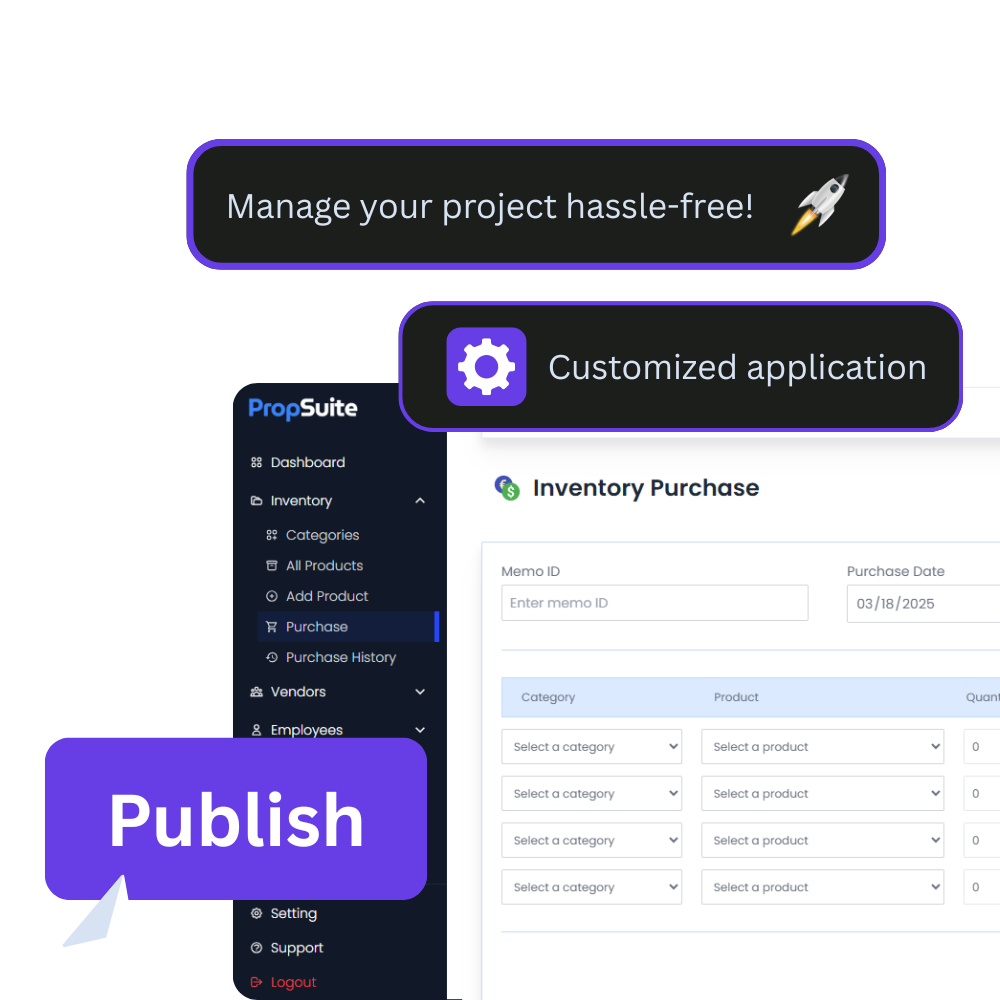 Manage your project hassle-free!
Customized application
PropSuite
Dashboard
Inventory
Categories
All Products
Add Product
Purchase
Purchase History
Vendors
Employees
Publish
Setting
Support
Logout
Inventory Purchase
Memo ID
Purchase Date
Enter memo ID
03/18/2025
Category Product Quant
Select a category Select a product 0
Select a category Select a product 0
Select a category Select a product 0
Select a category Select a product 0